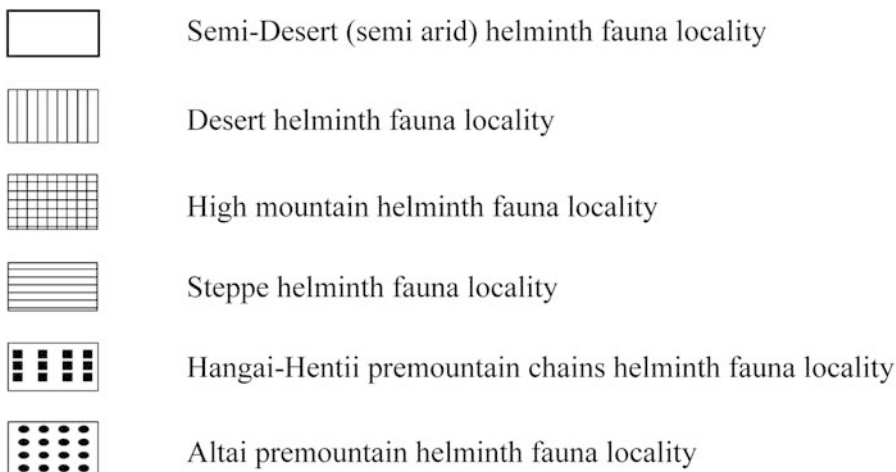 Semi-Desert (semi arid) helminth fauna locality
Desert helminth fauna locality
High mountain helminth fauna locality
Steppe helminth fauna locality
Hangai-Hentii premountain chains helminth fauna locality
Altai premountain helminth fauna locality